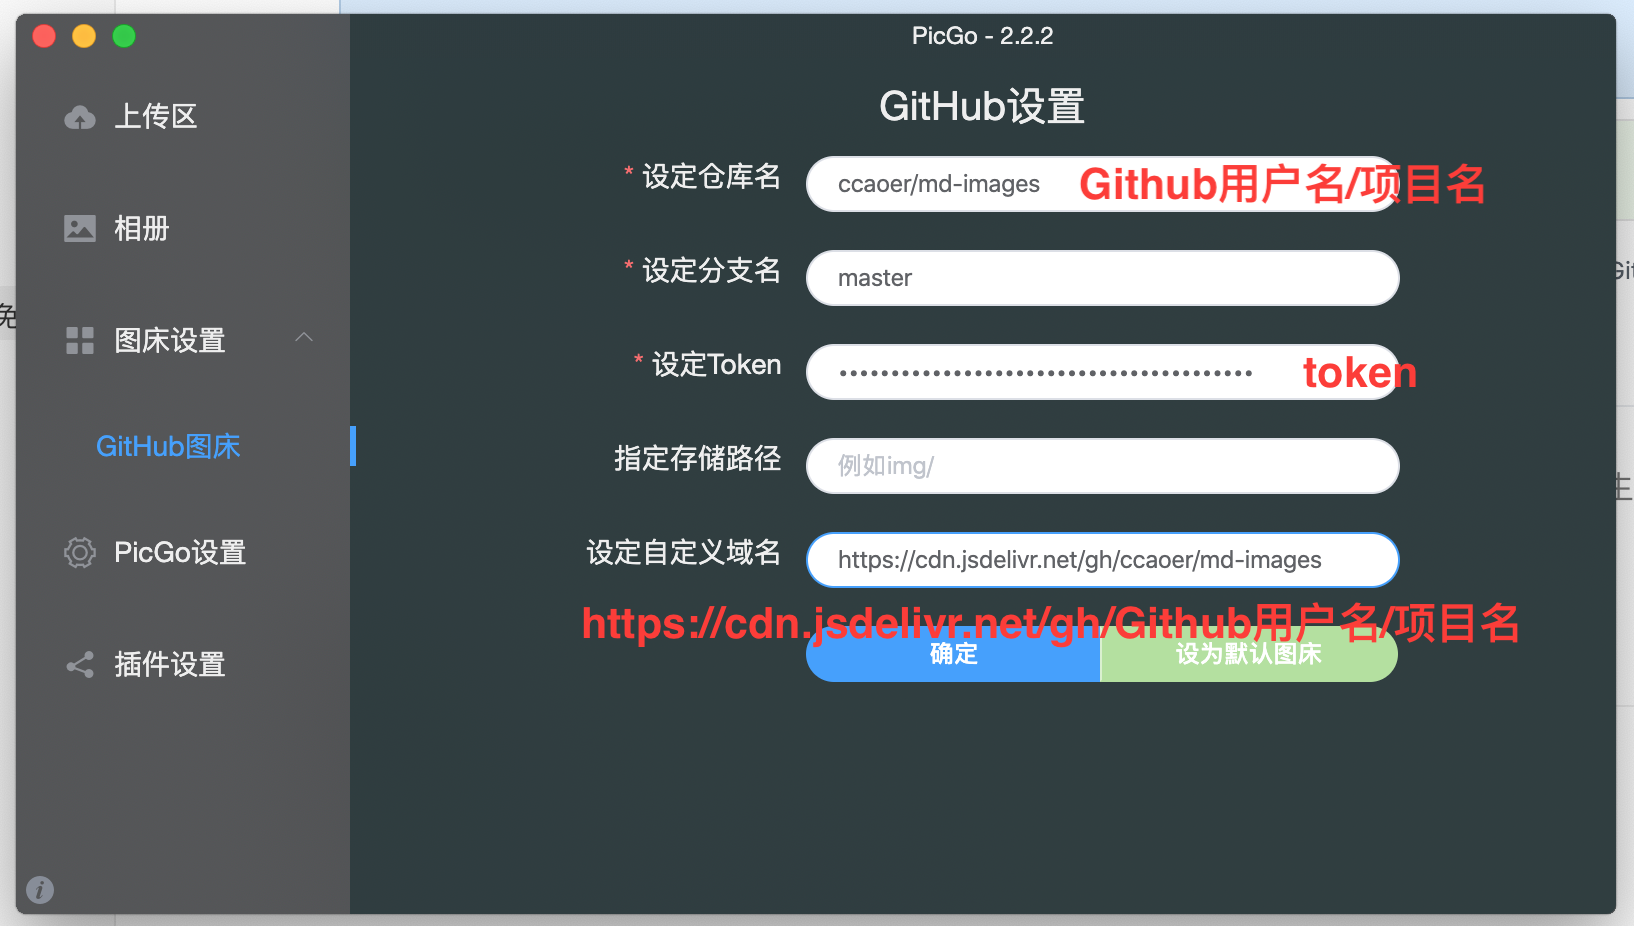 PicGo - 2.2.2
上传区
相册
图床设置
GitHub图床
PicGo设置
插件设置
GitHub设置
* 设定仓库名
ccaoer/md-images
Github用户名/项目名
* 设定分支名
master
* 设定Token
••••••••••••••••••••••••••••••••••••••••
token
指定存储路径
例如img/
设定自定义域名
https://cdn.jsdelivr.net/gh/ccaoer/md-images
https://cdn.jsdelivr.net/gh/Github用户名/项目名
确定
设为默认图床
免
Git